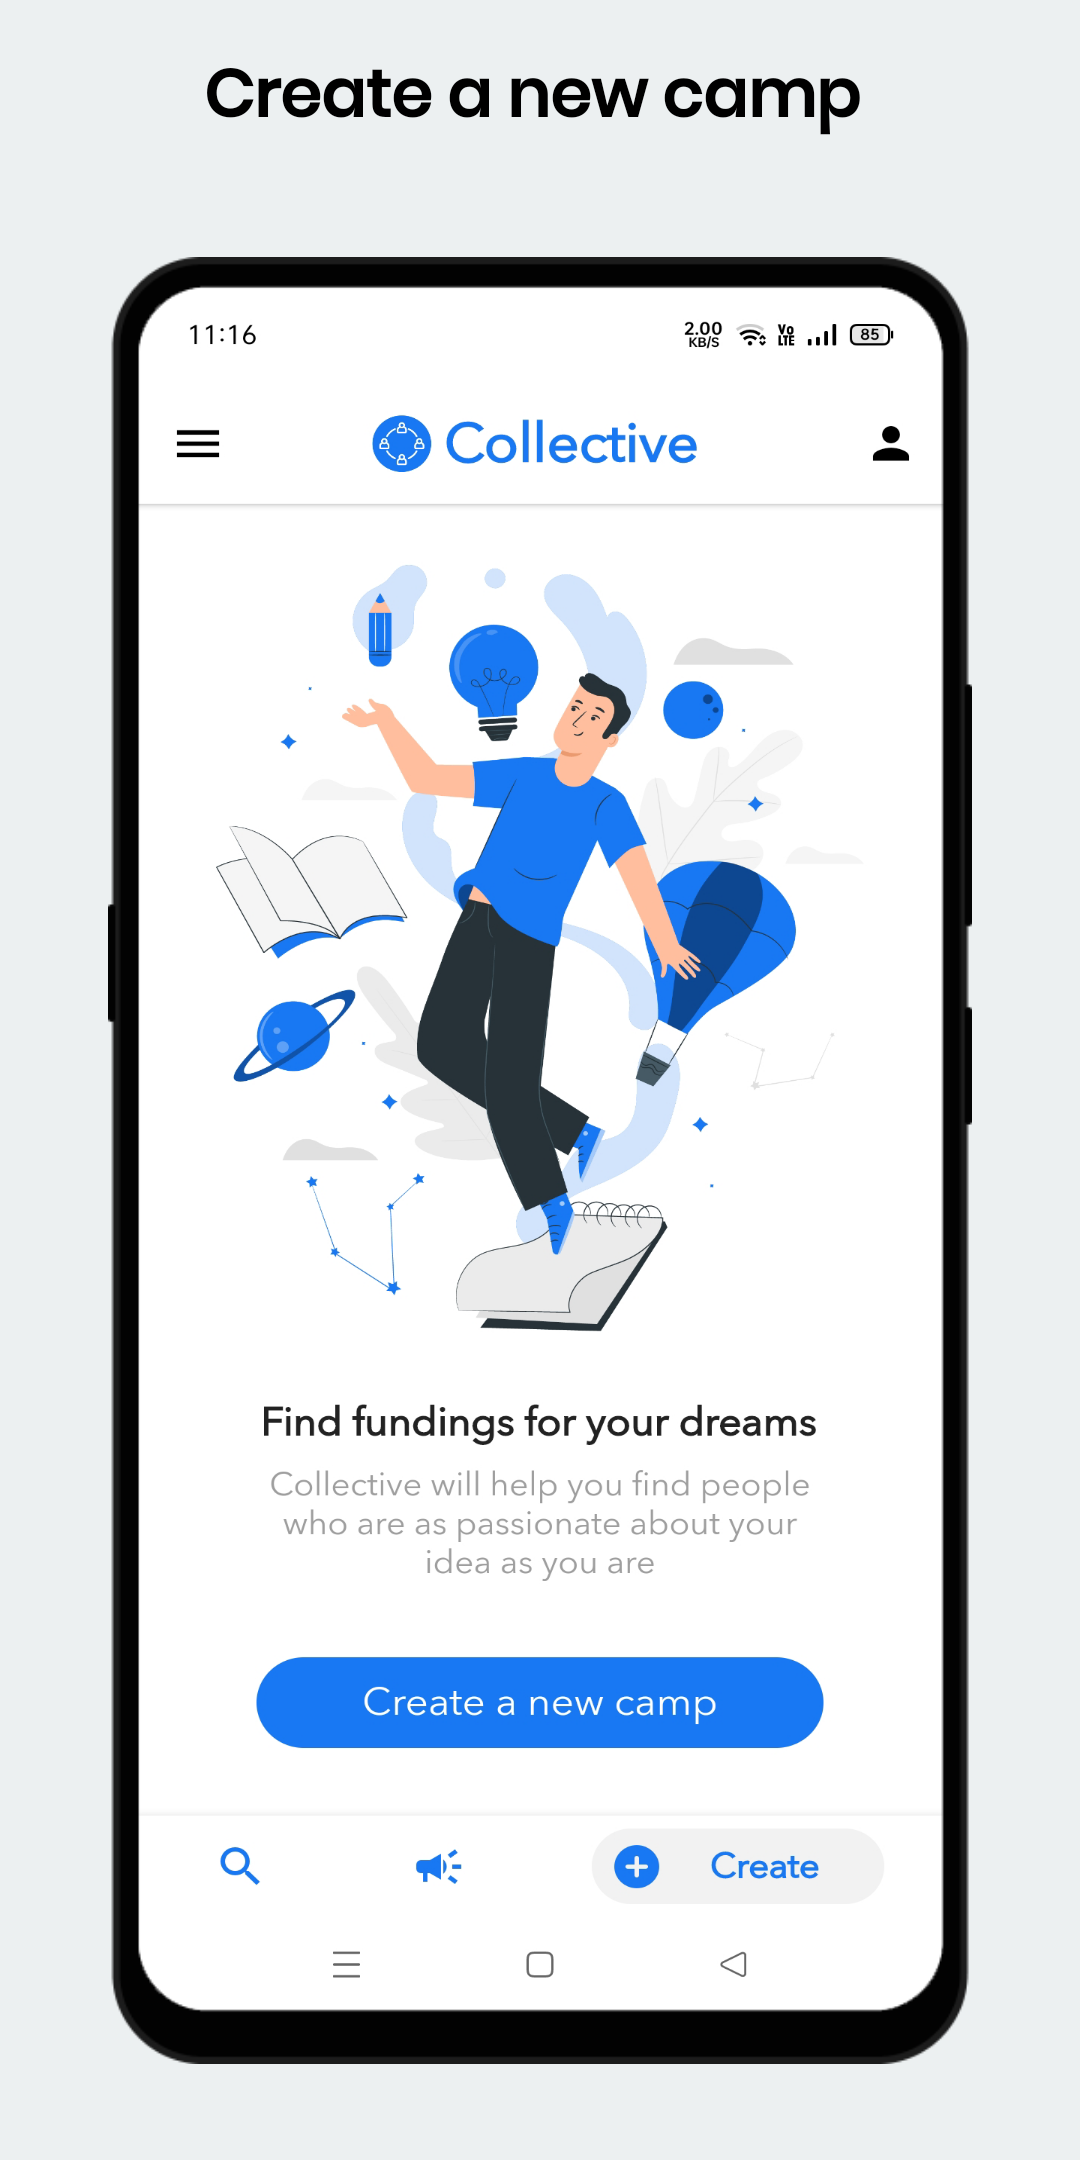 Create a new camp
11:16
2.00
KB/S
Vo
LTE
85
Collective
Find fundings for your dreams
Collective will help you find people
who are as passionate about your
idea as you are
Create a new camp
Create